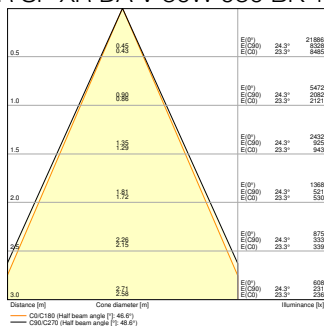 0.5
0.45
0.43
E(0°) 21886
E(C90) 24.3° 8328
E(C0) 23.3° 8485
1.0
0.90
0.86
E(0°) 5472
E(C90) 24.3° 2082
E(C0) 23.3° 2121
1.5
1.35
1.29
E(0°) 2432
E(C90) 24.3° 925
E(C0) 23.3° 943
2.0
1.81
1.72
E(0°) 1368
E(C90) 24.3° 521
E(C0) 23.3° 530
2.5
2.26
2.15
E(0°) 875
E(C90) 24.3° 333
E(C0) 23.3° 339
3.0
2.71
2.58
E(0°) 608
E(C90) 24.3° 231
E(C0) 23.3° 236
Distance [m] Cone diameter [m] Illuminance [lx]
C0/C180 (Half beam angle [°]: 46.6°)
C90/C270 (Half beam angle [°]: 48.6°)